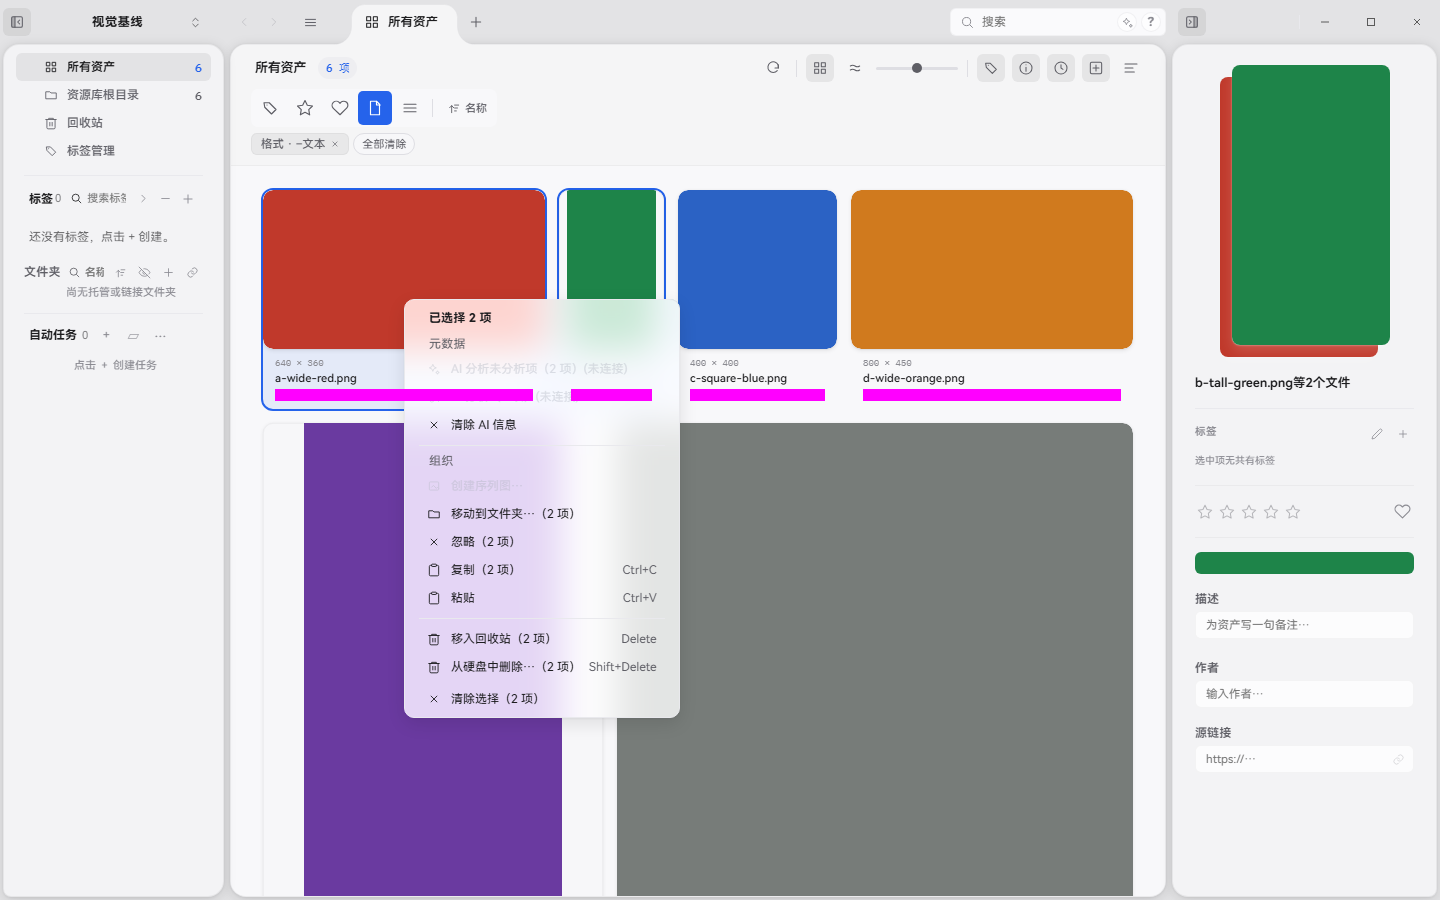 视觉基线
所有资产
搜索
?
所有资产 6
资源库根目录 6
回收站
标签管理
标签 0 搜索标签
还没有标签，点击 + 创建。
文件夹 名称
尚无托管或链接文件夹
自动任务 0 + ···
点击 + 创建任务
所有资产 6 项
名称
格式 · −文本 ×
全部清除
640 × 360
a-wide-red.png
400 × 400
c-square-blue.png
800 × 450
d-wide-orange.png
已选择 2 项
元数据
AI 分析未分析项（2 项）（未连接）
（未连接
清除 AI 信息
组织
创建序列图···
移动到文件夹···（2 项）
忽略（2 项）
复制（2 项） Ctrl+C
粘贴 Ctrl+V
移入回收站（2 项） Delete
从硬盘中删除···（2 项） Shift+Delete
清除选择（2 项）
b-tall-green.png等2个文件
标签
选中项无共有标签
描述
为资产写一句备注···
作者
输入作者···
源链接
https://···